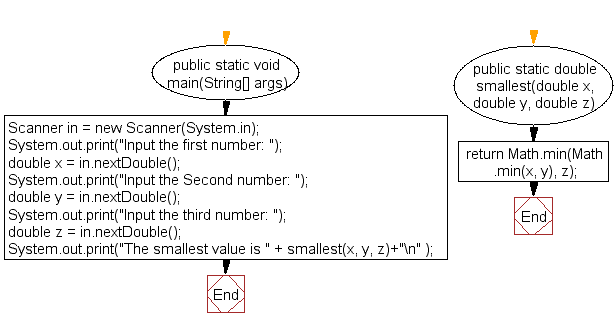 public static void
main(String[] args)
Scanner in = new Scanner(System.in);
System.out.print("Input the first number: ");
double x = in.nextDouble();
System.out.print("Input the Second number: ");
double y = in.nextDouble();
System.out.print("Input the third number: ");
double z = in.nextDouble();
System.out.print("The smallest value is " + smallest(x, y, z)+"\n" );
End
public static double
smallest(double x,
double y, double z)
return Math.min(Math
.min(x, y), z);
End